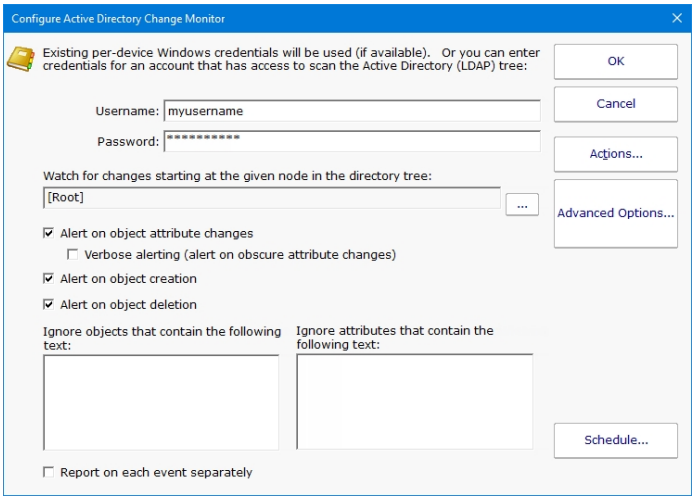 Configure Active Directory Change Monitor
Existing per-device Windows credentials will be used (if available).   Or you can enter
credentials for an account that has access to scan the Active Directory (LDAP) tree:
OK
Cancel
Username: myusername
Password: **********
Actions...
Watch for changes starting at the given node in the directory tree:
[Root]
...
Advanced Options...
Alert on object attribute changes
Verbose alerting (alert on obscure attribute changes)
Alert on object creation
Alert on object deletion
Ignore objects that contain the following
text:
Ignore attributes that contain the
following text:
Schedule...
Report on each event separately